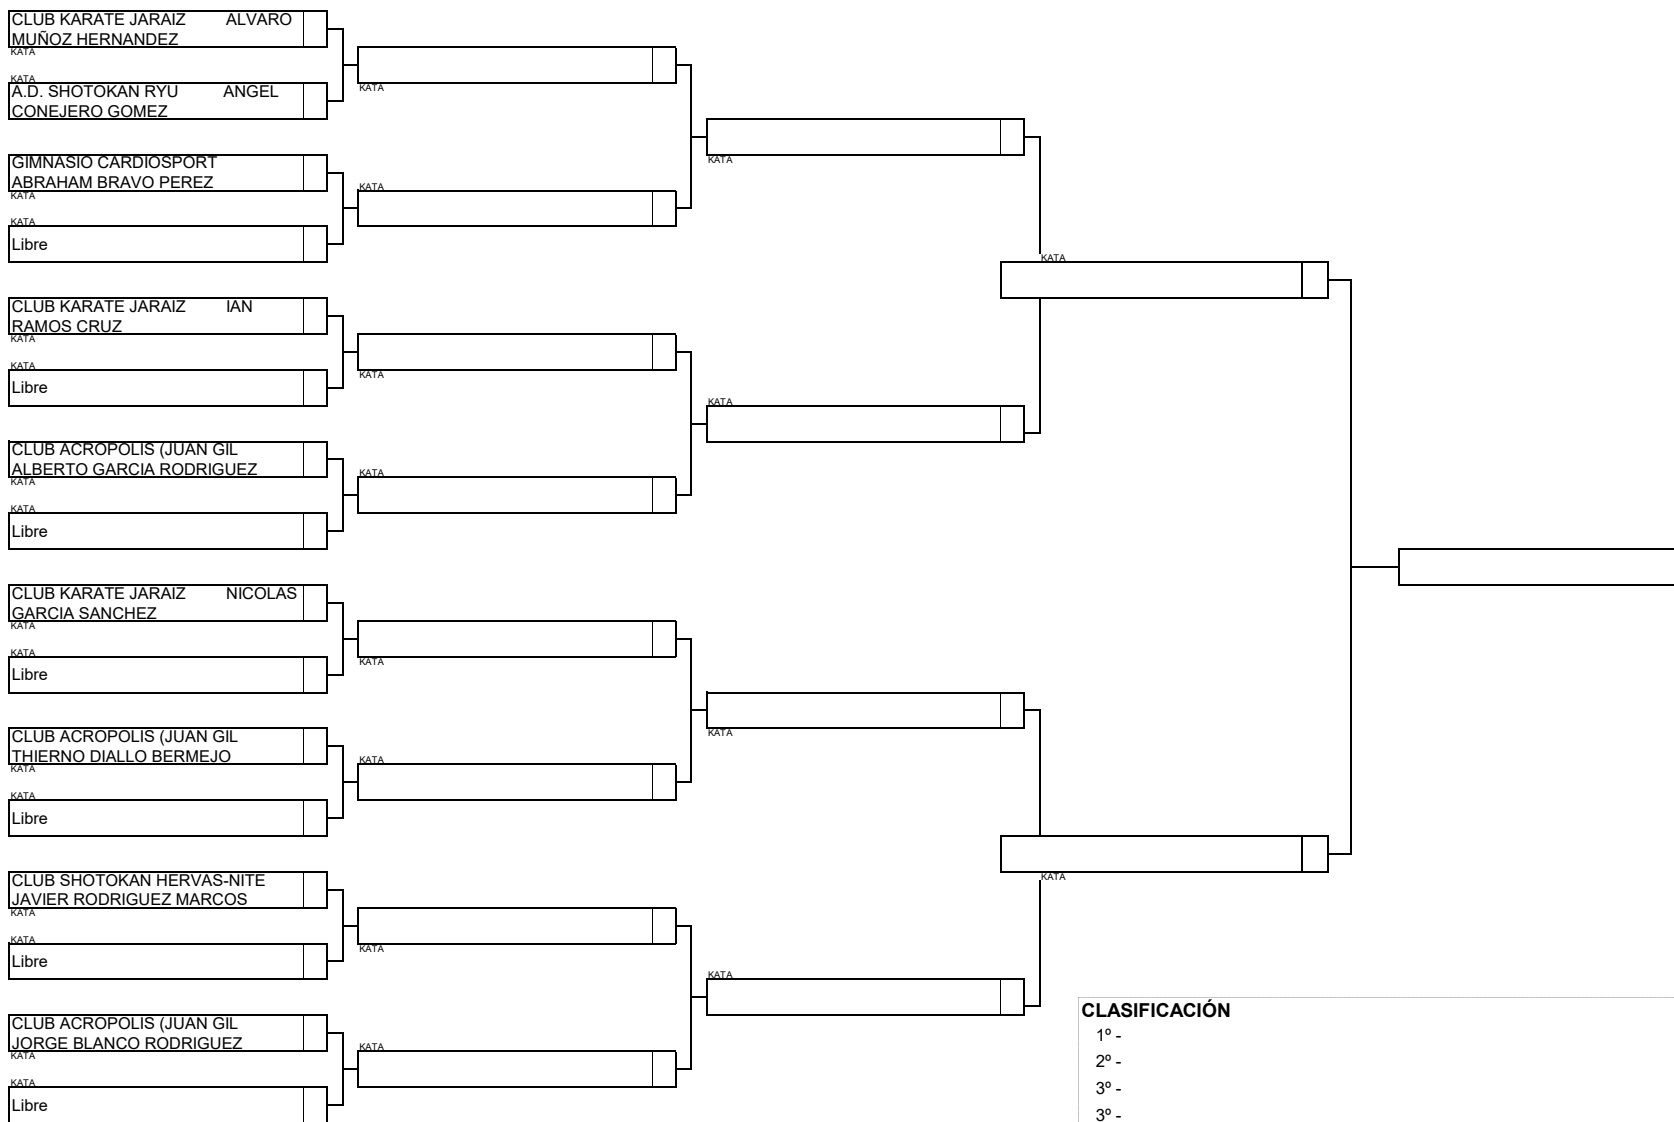 CLUB KARATE JARAIZ ALVARO
MUÑOZ HERNANDEZ
KATA
KATA
A.D. SHOTOKAN RYU ANGEL
CONEJERO GOMEZ
GIMNASIO CARDIOSPORT
ABRAHAM BRAVO PEREZ
KATA
KATA
Libre
CLUB KARATE JARAIZ IAN
RAMOS CRUZ
KATA
KATA
Libre
CLUB ACROPOLIS (JUAN GIL
ALBERTO GARCIA RODRIGUEZ
KATA
KATA
Libre
CLUB KARATE JARAIZ NICOLAS
GARCIA SANCHEZ
KATA
KATA
Libre
CLUB ACROPOLIS (JUAN GIL
THIERNO DIALLO BERMEJO
KATA
KATA
Libre
CLUB SHOTOKAN HERVAS-NITE
JAVIER RODRIGUEZ MARCOS
KATA
KATA
Libre
CLUB ACROPOLIS (JUAN GIL
JORGE BLANCO RODRIGUEZ
KATA
KATA
Libre
KATA
KATA
KATA
KATA
KATA
KATA
KATA
KATA
KATA
KATA
KATA
KATA
KATA
KATA
CLASIFICACIÓN
1º -
2º -
3º -
3º -